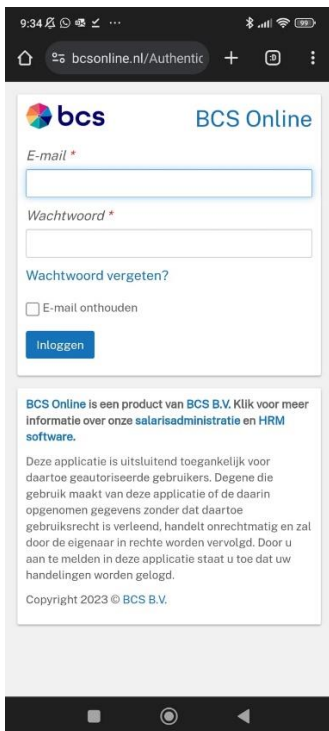 9:34
99
bcsonline.nl/Authentic
:D
bcs
BCS Online
E-mail *
Wachtwoord *
Wachtwoord vergeten?
E-mail onthouden
Inloggen
BCS Online is een product van BCS B.V. Klik voor meer
informatie over onze salarisadministratie en HRM
software.
Deze applicatie is uitsluitend toegankelijk voor
daartoe geautoriseerde gebruikers. Degene die
gebruik maakt van deze applicatie of de daarin
opgenomen gegevens zonder dat daartoe
gebruiksrecht is verleend, handelt onrechtmatig en zal
door de eigenaar in rechte worden vervolgd. Door u
aan te melden in deze applicatie staat u toe dat uw
handelingen worden gelogd.
Copyright 2023 © BCS B.V.